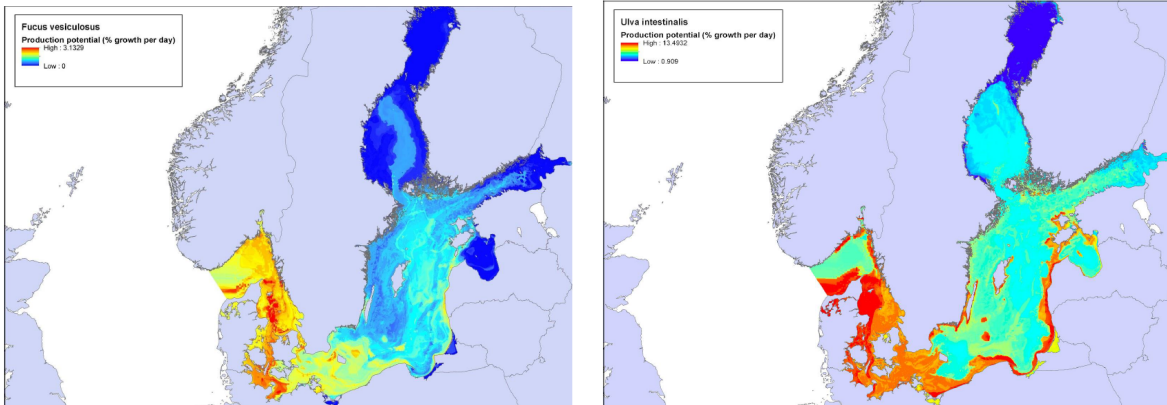 Fucus vesiculosus
Production potential (% growth per day)
High : 3.1329
Low : 0
Ulva intestinalis
Production potential (% growth per day)
High : 13.4932
Low : 0.909